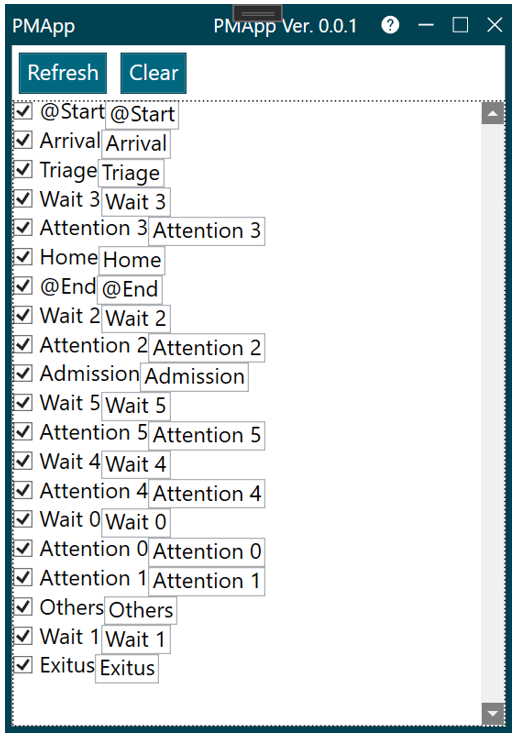 PMApp PMApp Ver. 0.0.1 ?
Refresh Clear
@Start @Start
Arrival Arrival
Triage Triage
Wait 3 Wait 3
Attention 3 Attention 3
Home Home
@End @End
Wait 2 Wait 2
Attention 2 Attention 2
Admission Admission
Wait 5 Wait 5
Attention 5 Attention 5
Wait 4 Wait 4
Attention 4 Attention 4
Wait 0 Wait 0
Attention 0 Attention 0
Attention 1 Attention 1
Others Others
Wait 1 Wait 1
Exitus Exitus